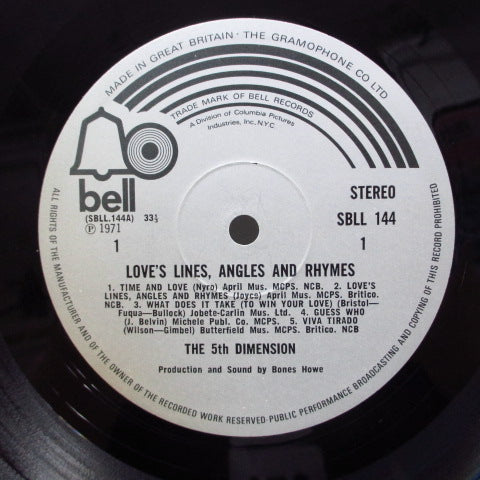 MADE IN GREAT BRITAIN · THE GRAMOPHONE CO LTD
TRADE MARK OF BELL RECORDS
A Division of Columbia Pictures
Industries, Inc, N.Y.C.
bell
(SBLL.144A) 33⅓
Ⓟ 1971
1
STEREO
SBLL 144
1
LOVE'S LINES, ANGLES AND RHYMES
1. TIME AND LOVE (Nyro) April Mus. MCPS. NCB. 2. LOVE'S
LINES, ANGLES AND RHYMES (Joycs) April Mus. MCPS. Britico.
NCB. 3. WHAT DOES IT TAKE (TO WIN YOUR LOVE) (Bristol—
Fuqua—Bullock) Jobete-Carlin Mus. Ltd. 4. GUESS WHO
(J. Belvin) Michele Publ. Co. MCPS. 5. VIVA TIRADO
(Wilson—Gimbel) Butterfield Mus. MCPS. Britico. NCB
THE 5th DIMENSION
Production and Sound by Bones Howe
ALL RIGHTS OF THE MANUFACTURER AND OF THE OWNER OF THE RECORDED WORK RESERVED·PUBLIC PERFORMANCE BROADCASTING AND COPYING OF THIS RECORD PROHIBITED